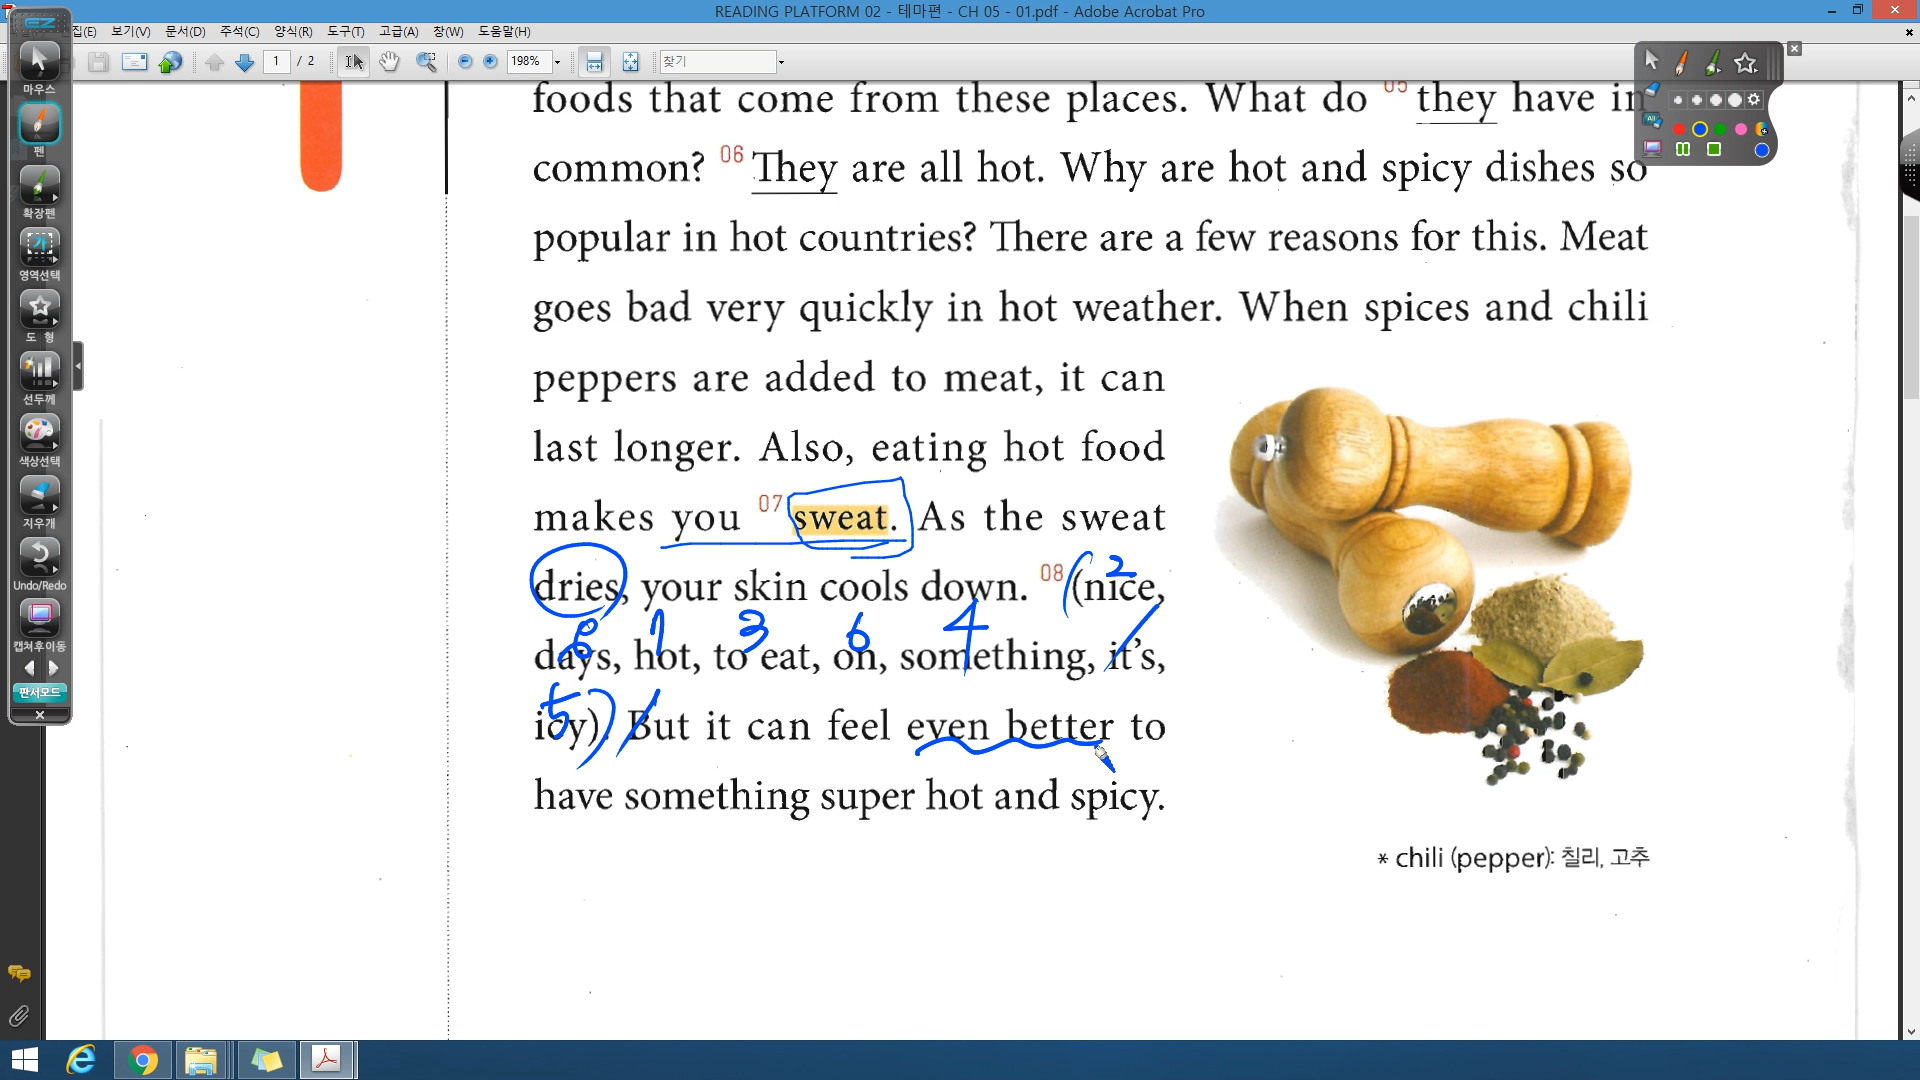 READING PLATFORM 02 - 테마편 - CH 05 - 01.pdf - Adobe Acrobat Pro
EZ
집(E) 보기(V) 문서(D) 주석(C) 양식(R) 도구(T) 고급(A) 창(W) 도움말(H)
1 / 2 198% 찾기
마우스
펜
확장펜
영역선택
도 형
선두께
색상선택
지우개
Undo/Redo
캡쳐후이동
판서모드
All
foods that come from these places. What do 05 they have in
common? 06 They are all hot. Why are hot and spicy dishes so
popular in hot countries? There are a few reasons for this. Meat
goes bad very quickly in hot weather. When spices and chili
peppers are added to meat, it can
last longer. Also, eating hot food
makes you 07 sweat. As the sweat
dries, your skin cools down. 08 (nice,
2
days, hot, to eat, on, something, it's,
8 1 3 6 4
icy). But it can feel even better to
5
have something super hot and spicy.
* chili (pepper): 칠리, 고추